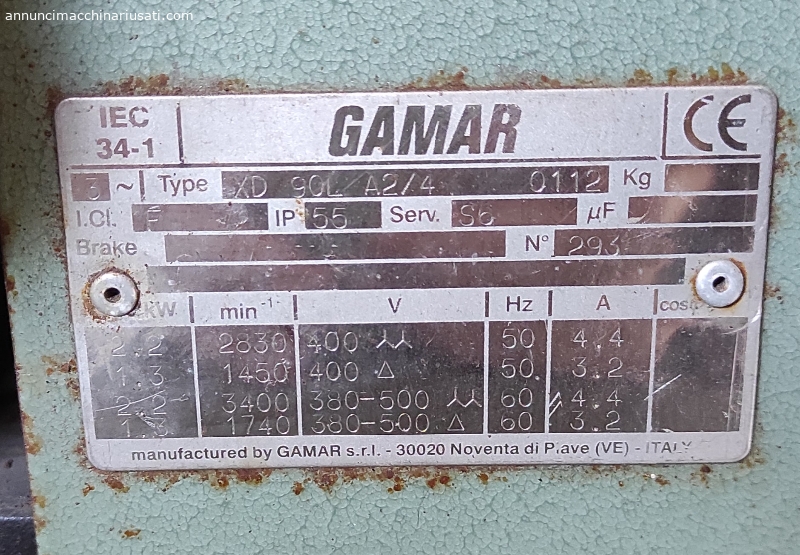 annuncimacchinariusati.com
IEC
34-1
GAMAR
CE
3 ~ Type XD 90L A2/4 0112 Kg
I.Cl. F IP 55 Serv. S6 µF
Brake N° 293
kW min⁻¹ V Hz A cos
2.2 2830 400 ⅄⅄ 50 4.4
1.3 1450 400 Δ 50 3.2
2.2 3400 380-500 ⅄⅄ 60 4.4
1.3 1740 380-500 Δ 60 3.2
manufactured by GAMAR s.r.l. - 30020 Noventa di Piave (VE) - ITALY